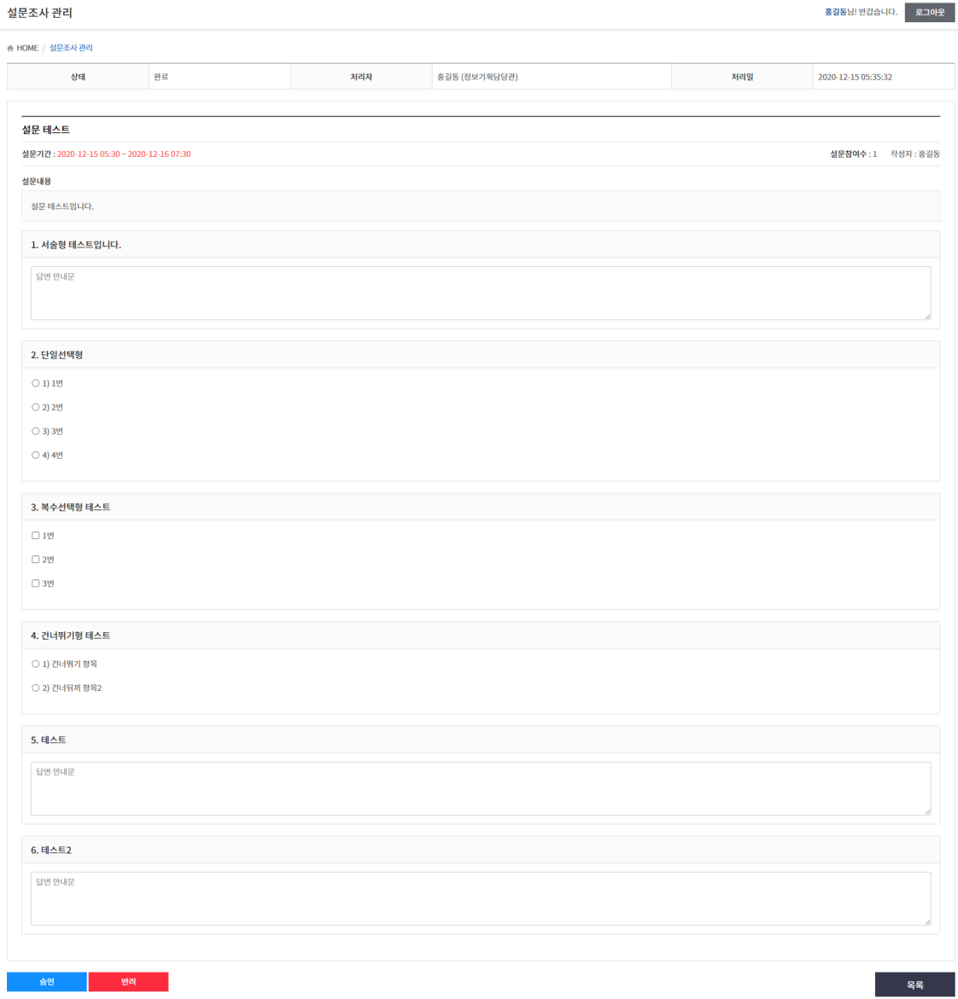 설문조사 관리
홍길동님! 반갑습니다. 로그아웃
HOME / 설문조사 관리
상태 완료 처리자 홍길동 (정보기획담당관) 처리일 2020-12-15 05:35:32
설문 테스트
설문기간 : 2020-12-15 05:30 ~ 2020-12-16 07:30 설문참여수 : 1 작성자 : 홍길동
설문내용
설문 테스트입니다.
1. 서술형 테스트입니다.
답변 안내문
2. 단일선택형
1) 1번
2) 2번
3) 3번
4) 4번
3. 복수선택형 테스트
1번
2번
3번
4. 건너뛰기형 테스트
1) 건너뛰기 항목
2) 건너뒤끼 항목2
5. 테스트
답변 안내문
6. 테스트2
답변 안내문
승인 반려 목록